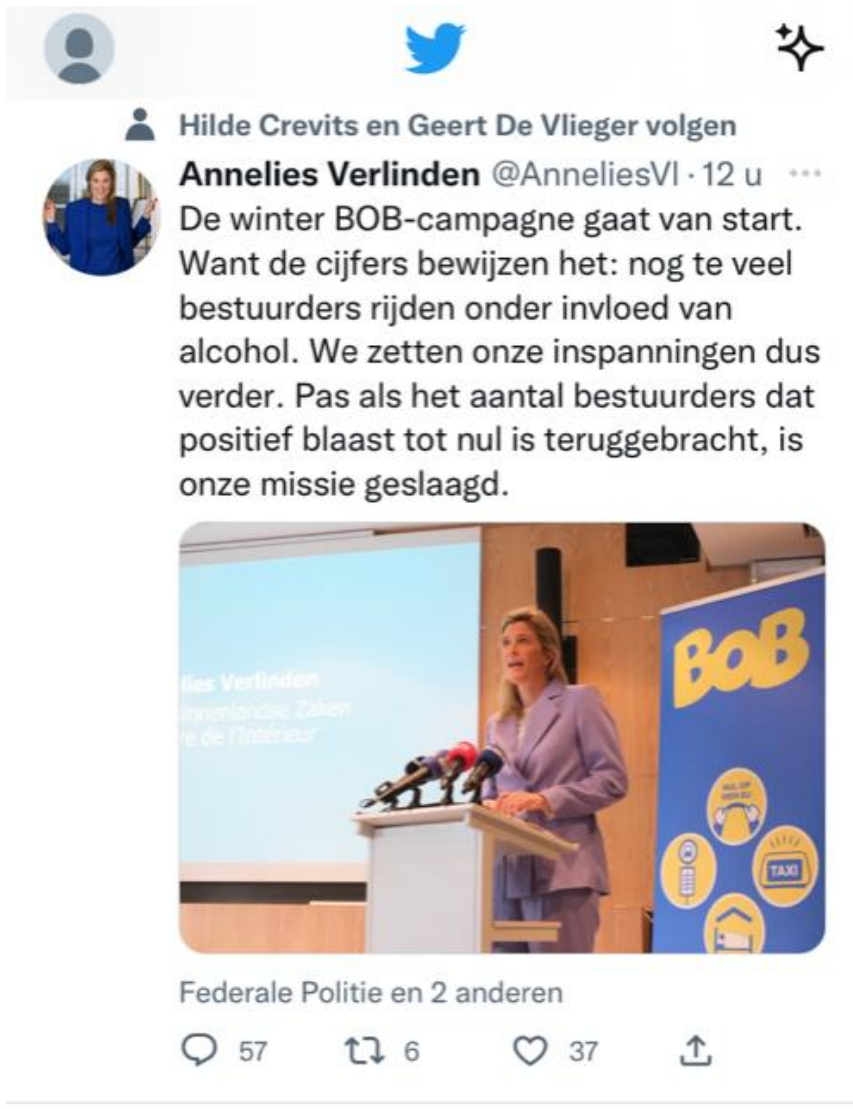 Hilde Crevits en Geert De Vlieger volgen
Annelies Verlinden @AnneliesVl · 12 u
De winter BOB-campagne gaat van start.
Want de cijfers bewijzen het: nog te veel
bestuurders rijden onder invloed van
alcohol. We zetten onze inspanningen dus
verder. Pas als het aantal bestuurders dat
positief blaast tot nul is teruggebracht, is
onze missie geslaagd.
lies Verlinden
innenlandse Zaken
re de l'Intérieur
BOB
TAXI
Federale Politie en 2 anderen
57 6 37